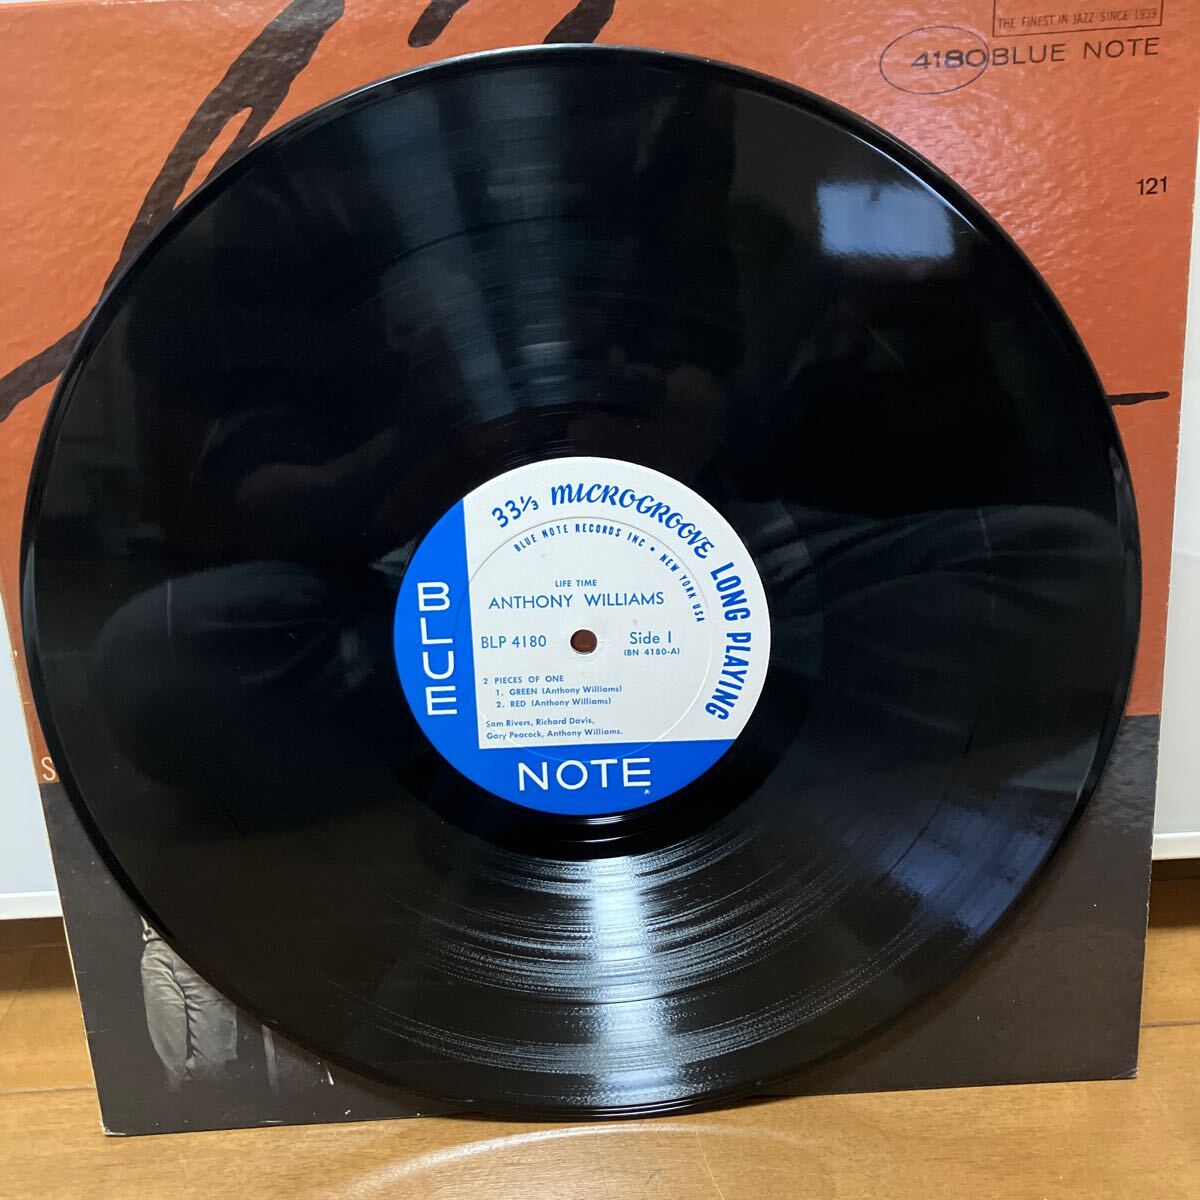 THE FINEST IN JAZZ SINCE 1939
4180 BLUE NOTE
121
S
33⅓ MICROGROOVE LONG PLAYING
BLUE NOTE RECORDS INC • NEW YORK USA
LIFE TIME
ANTHONY WILLIAMS
BLP 4180 Side 1
(BN 4180-A)
2 PIECES OF ONE
1. GREEN (Anthony Williams)
2. RED (Anthony Williams)
Sam Rivers, Richard Davis,
Gary Peacock, Anthony Williams.
BLUE
NOTE
®